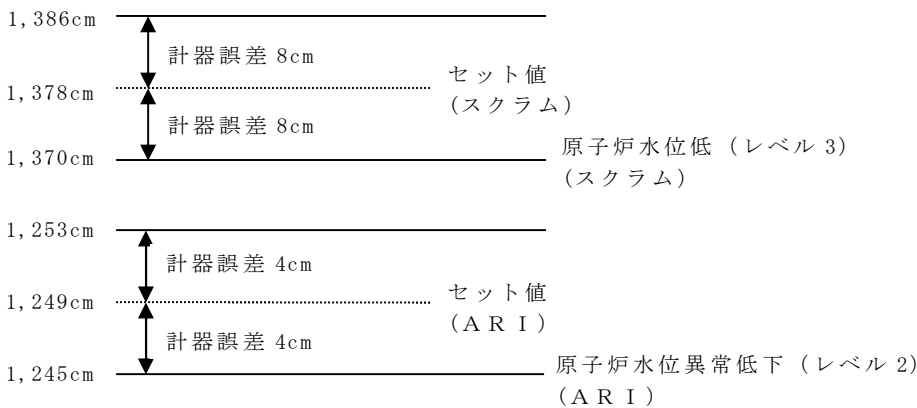 1,386cm
計器誤差 8cm
セット値
(スクラム)
1,378cm
計器誤差 8cm
原子炉水位低（レベル 3）
(スクラム)
1,370cm
1,253cm
計器誤差 4cm
セット値
（ＡＲＩ）
1,249cm
計器誤差 4cm
原子炉水位異常低下（レベル 2）
（ＡＲＩ）
1,245cm